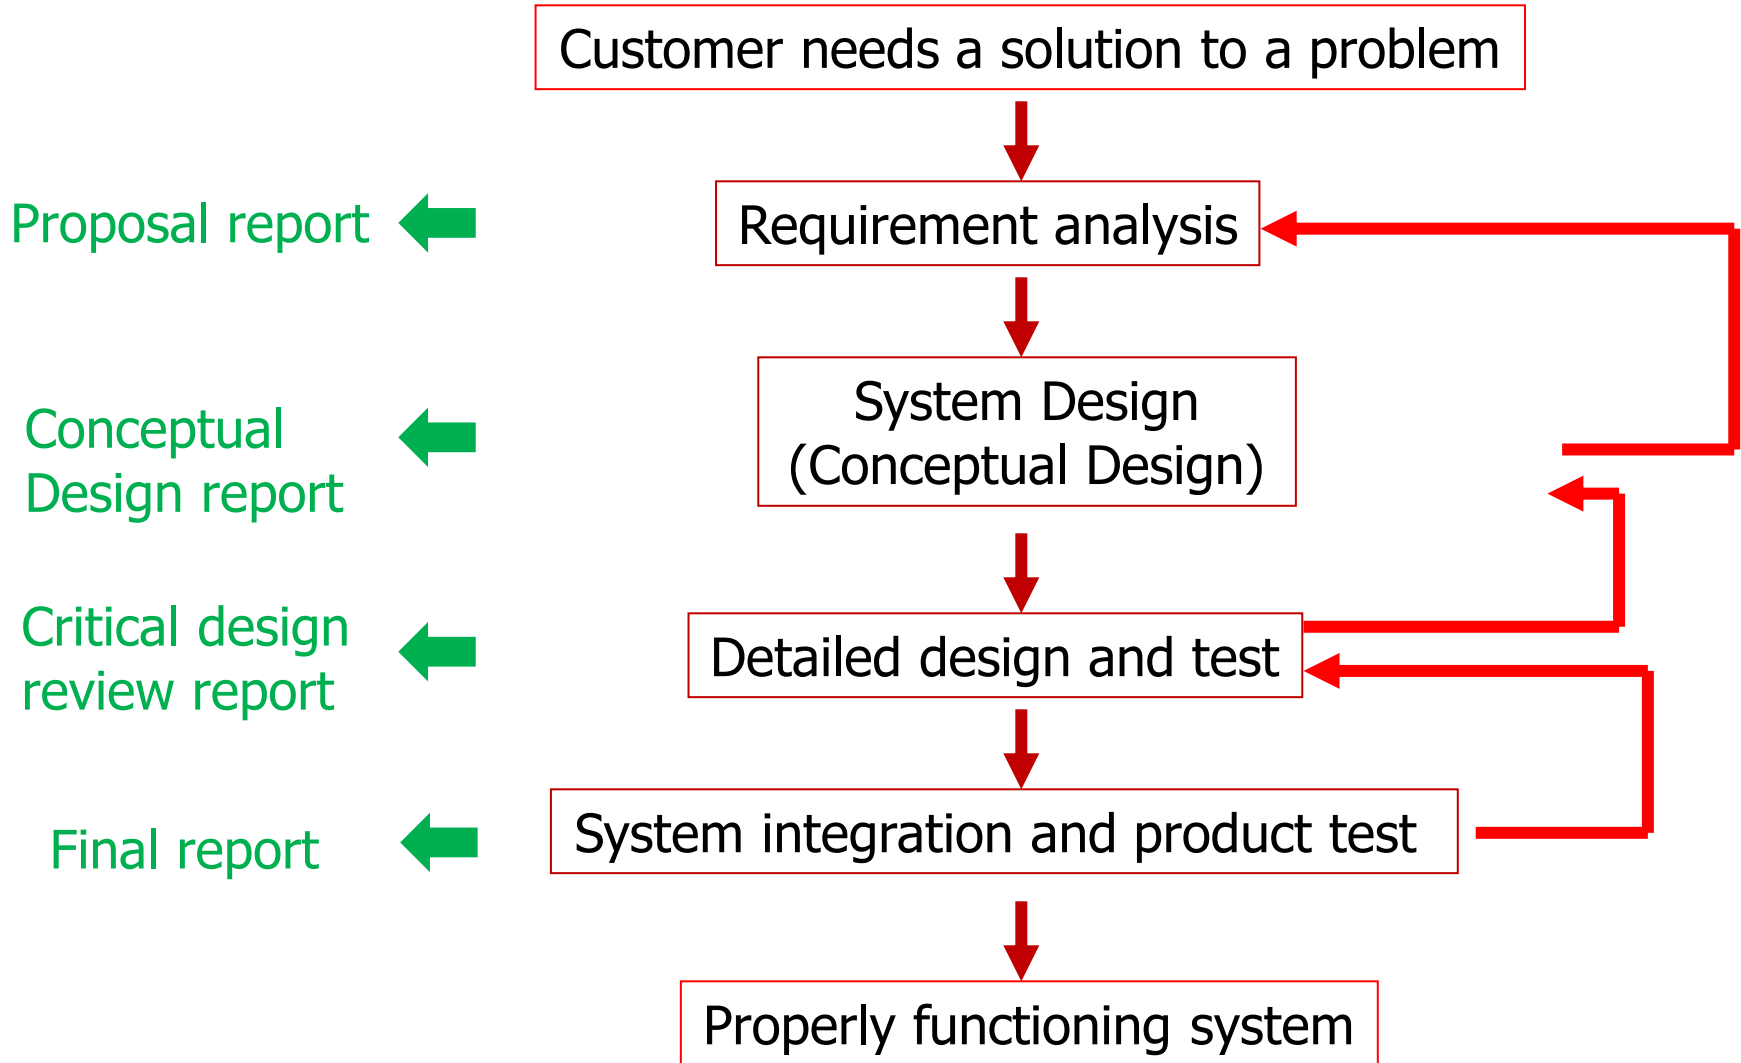 Customer needs a solution to a problem
Proposal report
Requirement analysis
Conceptual
Design report
System Design
(Conceptual Design)
Critical design
review report
Detailed design and test
Final report
System integration and product test
Properly functioning system